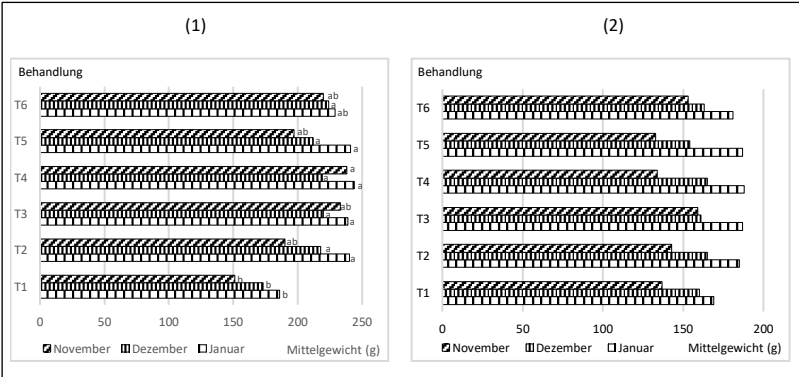 (1)
Behandlung
T6 ab a ab
T5 ab a a
T4 a a a
T3 ab a a
T2 ab a a
T1 b b b
0 50 100 150 200 250
Mittelgewicht (g)
November Dezember Januar
(2)
Behandlung
T6
T5
T4
T3
T2
T1
0 50 100 150 200
November Dezember Januar Mittelgewicht (g)